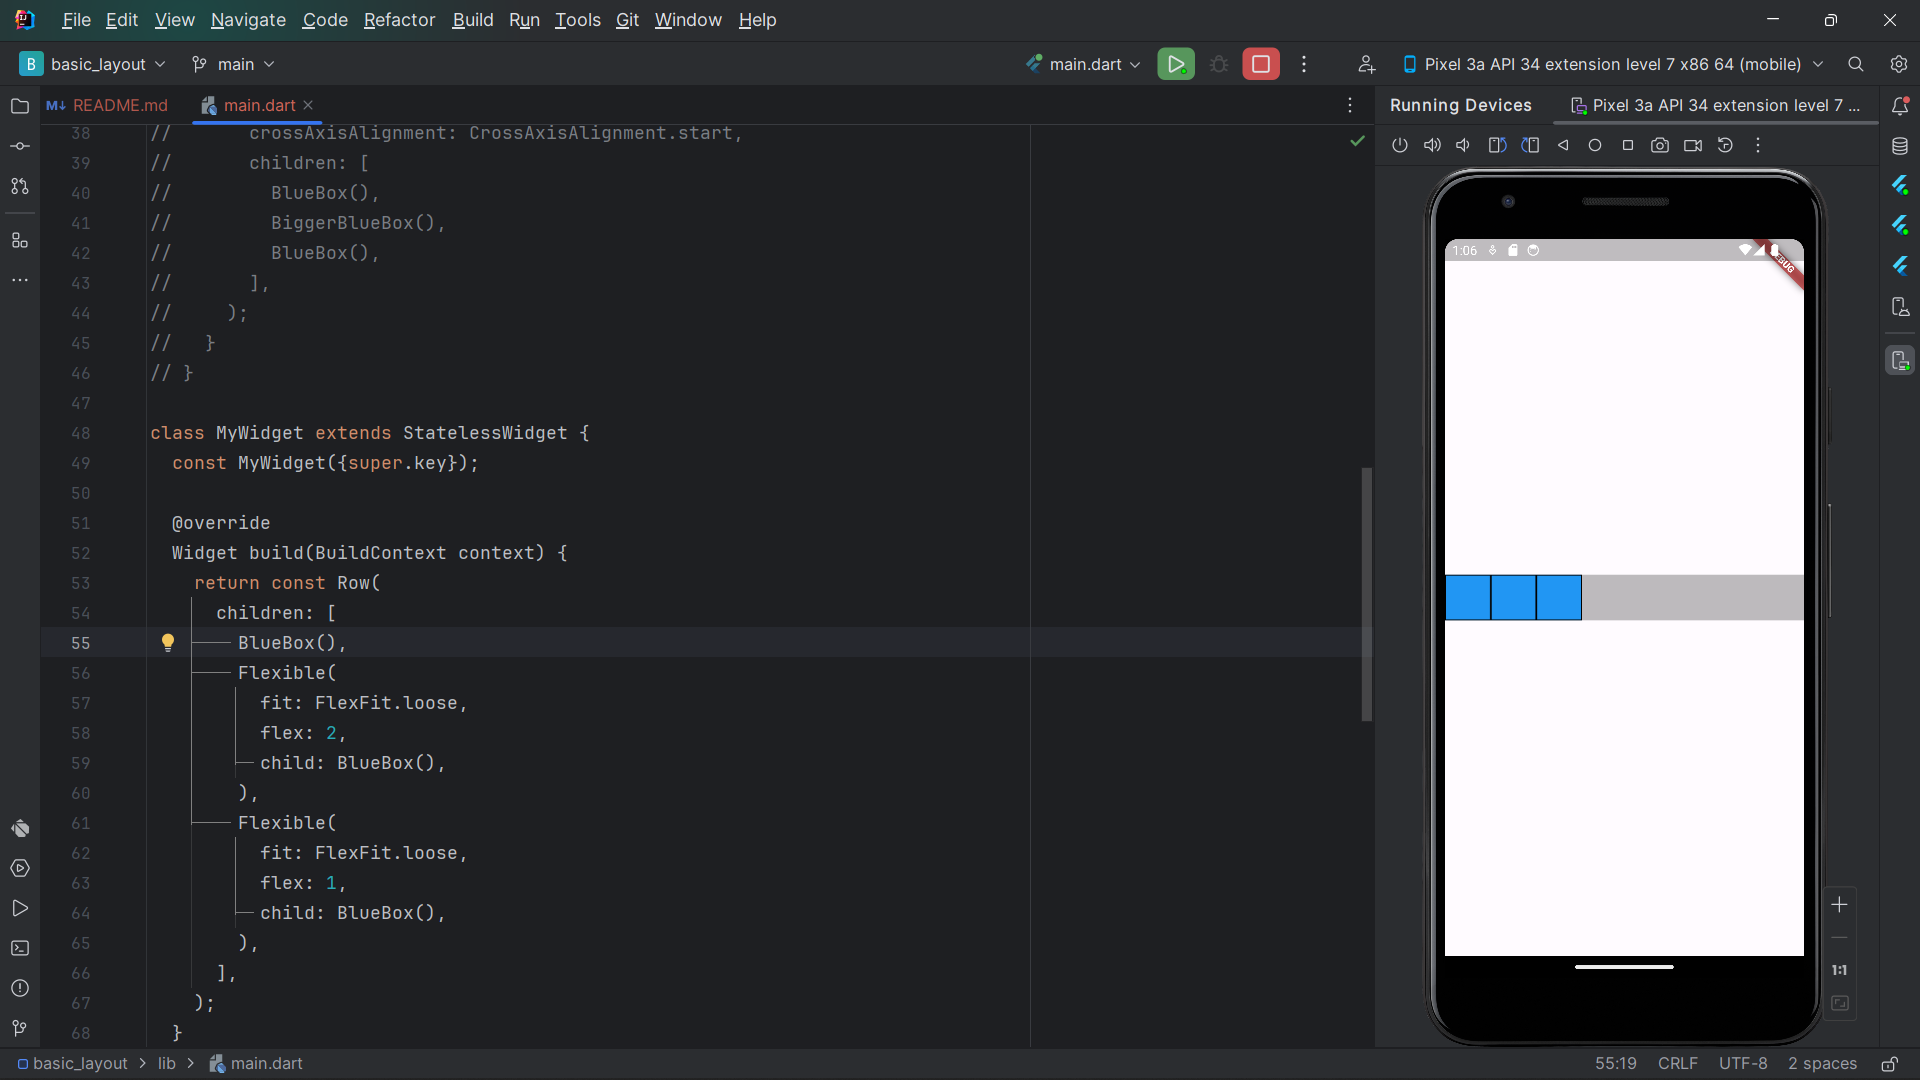 File Edit View Navigate Code Refactor Build Run Tools Git Window Help
B basic_layout main main.dart Pixel 3a API 34 extension level 7 x86 64 (mobile)
M↓ README.md main.dart Running Devices Pixel 3a API 34 extension level 7 ...
38 // crossAxisAlignment: CrossAxisAlignment.start,
39 // children: [
40 // BlueBox(),
41 // BiggerBlueBox(),
42 // BlueBox(),
43 // ],
44 // );
45 // }
46 // }
47
48 class MyWidget extends StatelessWidget {
49 const MyWidget({super.key});
50
51 @override
52 Widget build(BuildContext context) {
53 return const Row(
54 children: [
55 BlueBox(),
56 Flexible(
57 fit: FlexFit.loose,
58 flex: 2,
59 child: BlueBox(),
60 ),
61 Flexible(
62 fit: FlexFit.loose,
63 flex: 1,
64 child: BlueBox(),
65 ),
66 ],
67 );
68 }
1:06
1:1
basic_layout > lib > main.dart 55:19 CRLF UTF-8 2 spaces